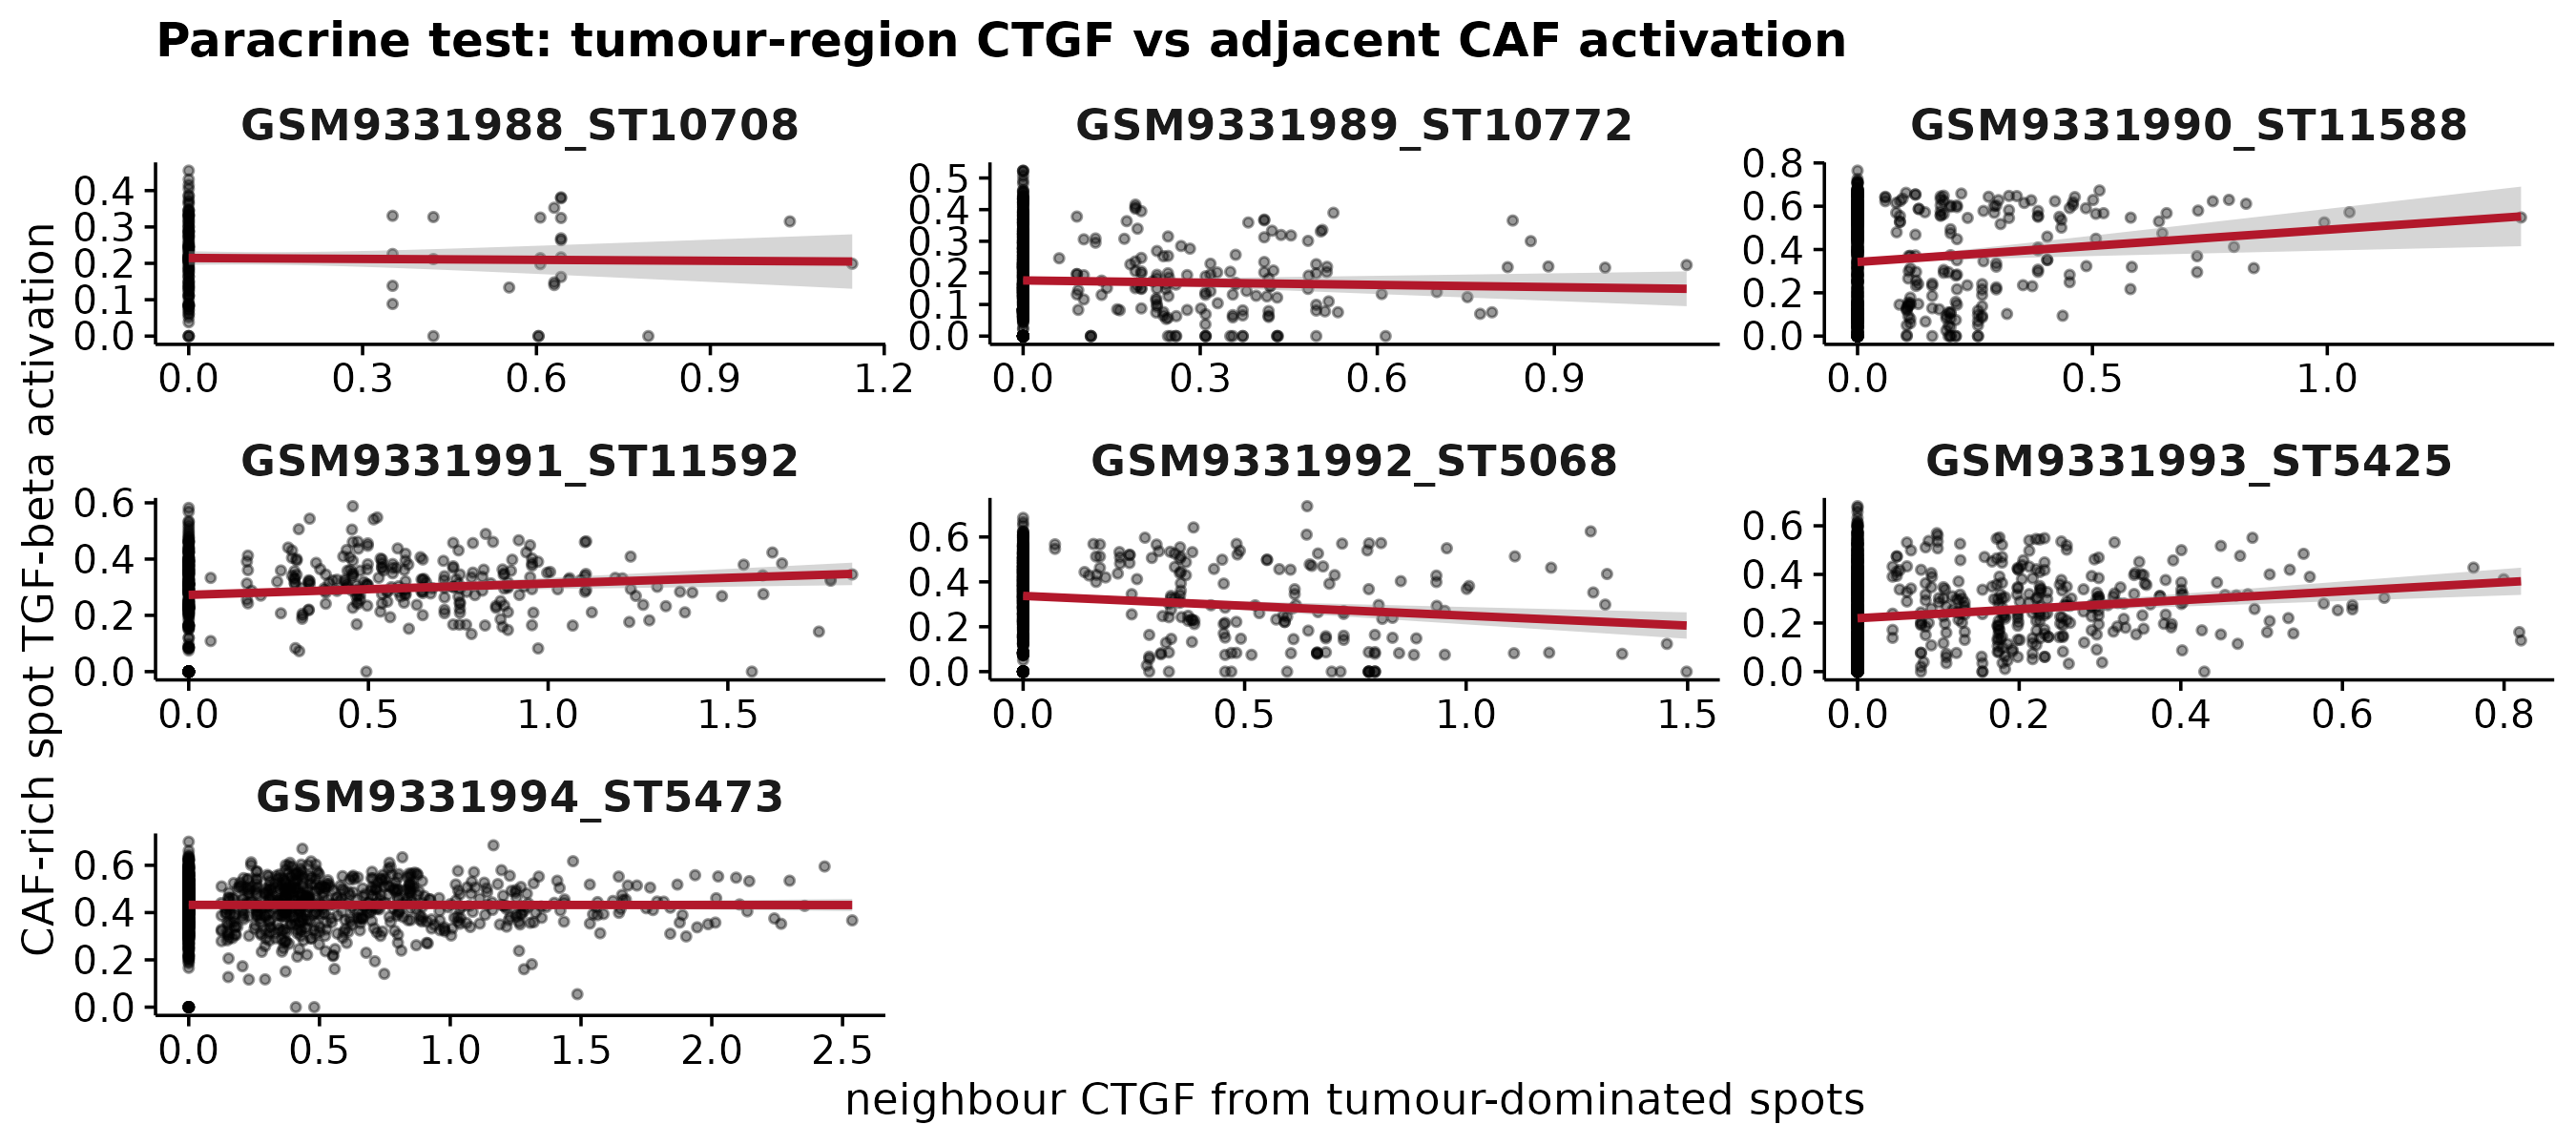 Paracrine test: tumour-region CTGF vs adjacent CAF activation
CAF-rich spot TGF-beta activation
GSM9331988_ST10708
0.4
0.3
0.2
0.1
0.0
0.0 0.3 0.6 0.9 1.2
GSM9331989_ST10772
0.5
0.4
0.3
0.2
0.1
0.0
0.0 0.3 0.6 0.9
GSM9331990_ST11588
0.8
0.6
0.4
0.2
0.0
0.0 0.5 1.0
GSM9331991_ST11592
0.6
0.4
0.2
0.0
0.0 0.5 1.0 1.5
GSM9331992_ST5068
0.6
0.4
0.2
0.0
0.0 0.5 1.0 1.5
GSM9331993_ST5425
0.6
0.4
0.2
0.0
0.0 0.2 0.4 0.6 0.8
GSM9331994_ST5473
0.6
0.4
0.2
0.0
0.0 0.5 1.0 1.5 2.0 2.5
neighbour CTGF from tumour-dominated spots